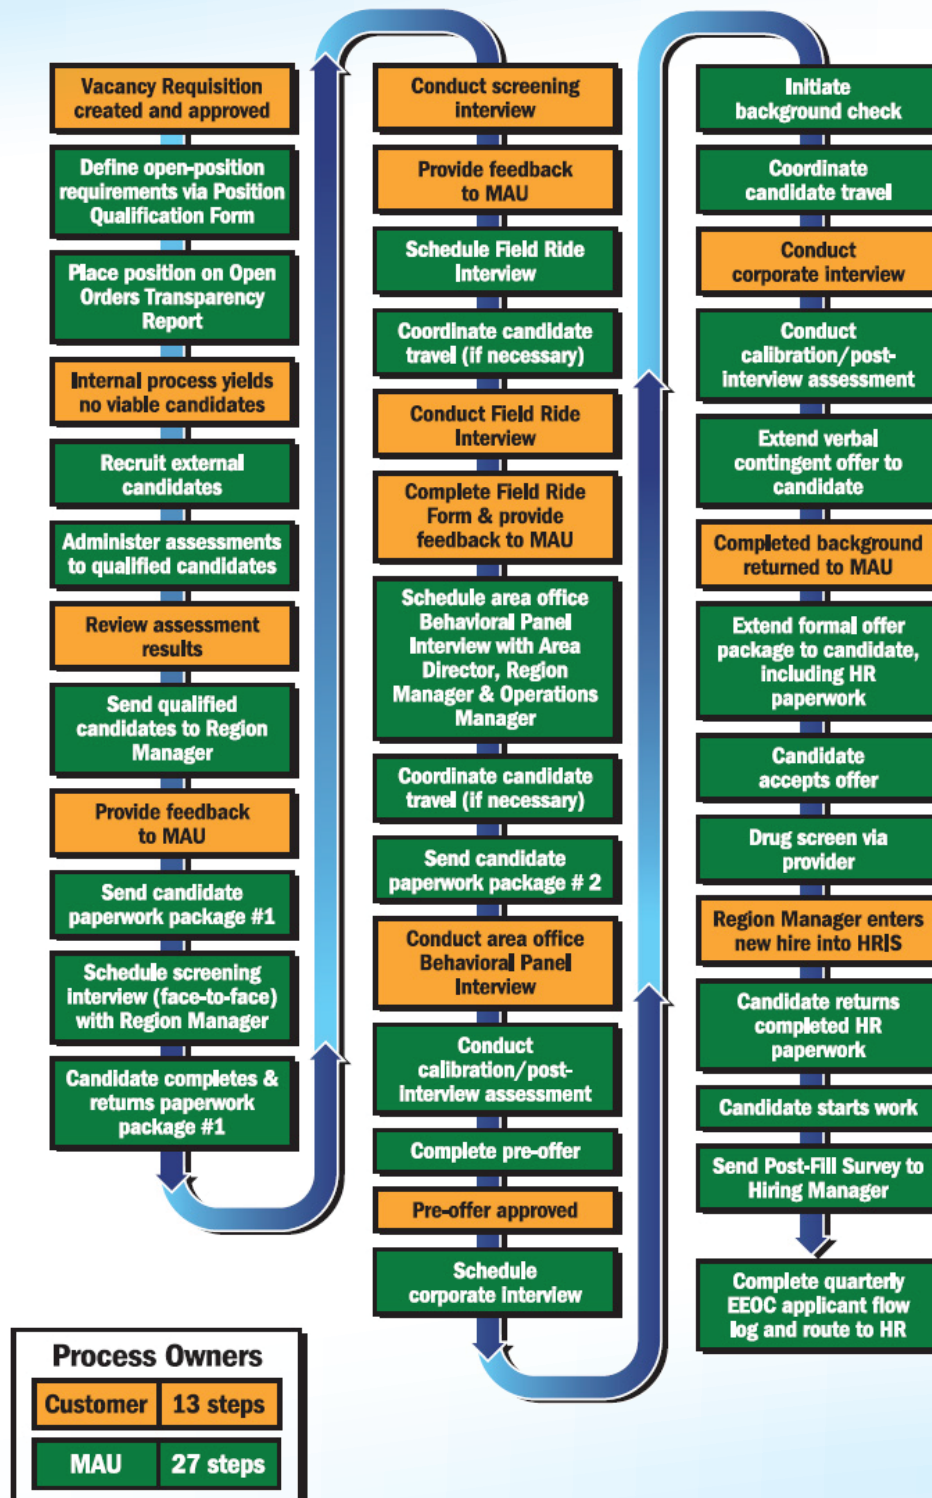 Vacancy Requisition
created and approved
Define open-position
requirements via Position
Qualification Form
Place position on Open
Orders Transparency
Report
Internal process yields
no viable candidates
Recruit external
candidates
Administer assessments
to qualified candidates
Review assessment
results
Send qualified
candidates to Region
Manager
Provide feedback
to MAU
Send candidate
paperwork package #1
Schedule screening
interview (face-to-face)
with Region Manager
Candidate completes &
returns paperwork
package #1
Conduct screening
interview
Provide feedback
to MAU
Schedule Field Ride
Interview
Coordinate candidate
travel (if necessary)
Conduct Field Ride
Interview
Complete Field Ride
Form & provide
feedback to MAU
Schedule area office
Behavioral Panel
Interview with Area
Director, Region
Manager & Operations
Manager
Coordinate candidate
travel (if necessary)
Send candidate
paperwork package # 2
Conduct area office
Behavioral Panel
Interview
Conduct
calibration/post-
interview assessment
Complete pre-offer
Pre-offer approved
Schedule
corporate interview
Initiate
background check
Coordinate
candidate travel
Conduct
corporate interview
Conduct
calibration/post-
interview assessment
Extend verbal
contingent offer to
candidate
Completed background
returned to MAU
Extend formal offer
package to candidate,
including HR
paperwork
Candidate
accepts offer
Drug screen via
provider
Region Manager enters
new hire into HRIS
Candidate returns
completed HR
paperwork
Candidate starts work
Send Post-Fill Survey to
Hiring Manager
Complete quarterly
EEOC applicant flow
log and route to HR
Process Owners
Customer 13 steps
MAU 27 steps